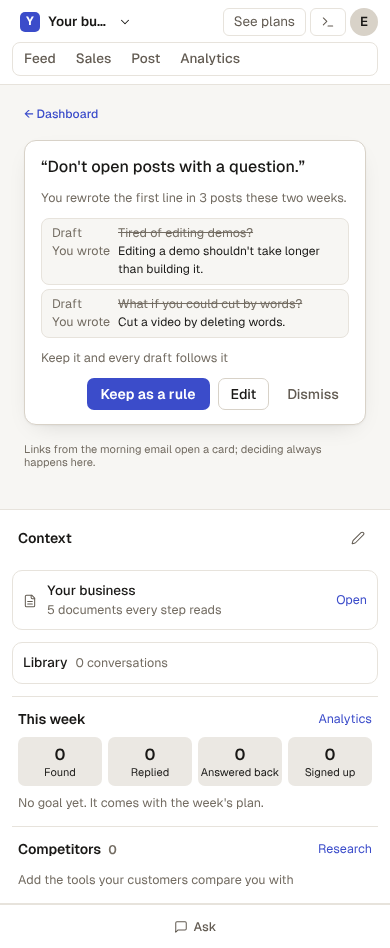 Y Your bu... See plans >_ E
Feed Sales Post Analytics
← Dashboard
“Don't open posts with a question.”
You rewrote the first line in 3 posts these two weeks.
Draft Tired of editing demos?
You wrote Editing a demo shouldn't take longer
than building it.
Draft What if you could cut by words?
You wrote Cut a video by deleting words.
Keep it and every draft follows it
Keep as a rule Edit Dismiss
Links from the morning email open a card; deciding always
happens here.
Context
Your business
5 documents every step reads
Open
Library 0 conversations
This week Analytics
0 0 0 0
Found Replied Answered back Signed up
No goal yet. It comes with the week's plan.
Competitors 0 Research
Add the tools your customers compare you with
Ask